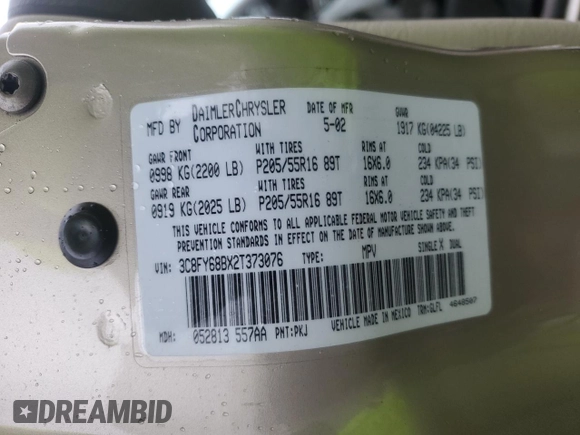 MFD BY DAIMLERCHRYSLER CORPORATION DATE OF MFR 5-02 GVWR 1917 KG(04225 LB)
GAWR FRONT WITH TIRES RIMS AT COLD
0998 KG(2200 LB) P205/55R16 89T 16X6.0 234 KPA(34 PSI)
GAWR REAR WITH TIRES RIMS AT COLD
0919 KG(2025 LB) P205/55R16 89T 16X6.0 234 KPA(34 PSI)
THIS VEHICLE CONFORMS TO ALL APPLICABLE FEDERAL MOTOR VEHICLE SAFETY AND THEFT
PREVENTION STANDARDS IN EFFECT ON THE DATE OF MANUFACTURE SHOWN ABOVE.
VIN: 3C8FY68BX2T373076 TYPE: MPV SINGLE X DUAL
MDH: 052813 557AA PNT:PKJ VEHICLE MADE IN MEXICO TRM:GLFL
DREAMBID